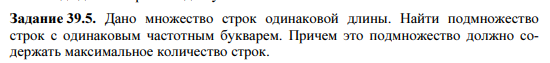 Задание 39.5. Дано множество строк одинаковой длины. Найти подмножество
строк с одинаковым частотным букварем. Причем это подмножество должно со-
держать максимальное количество строк.